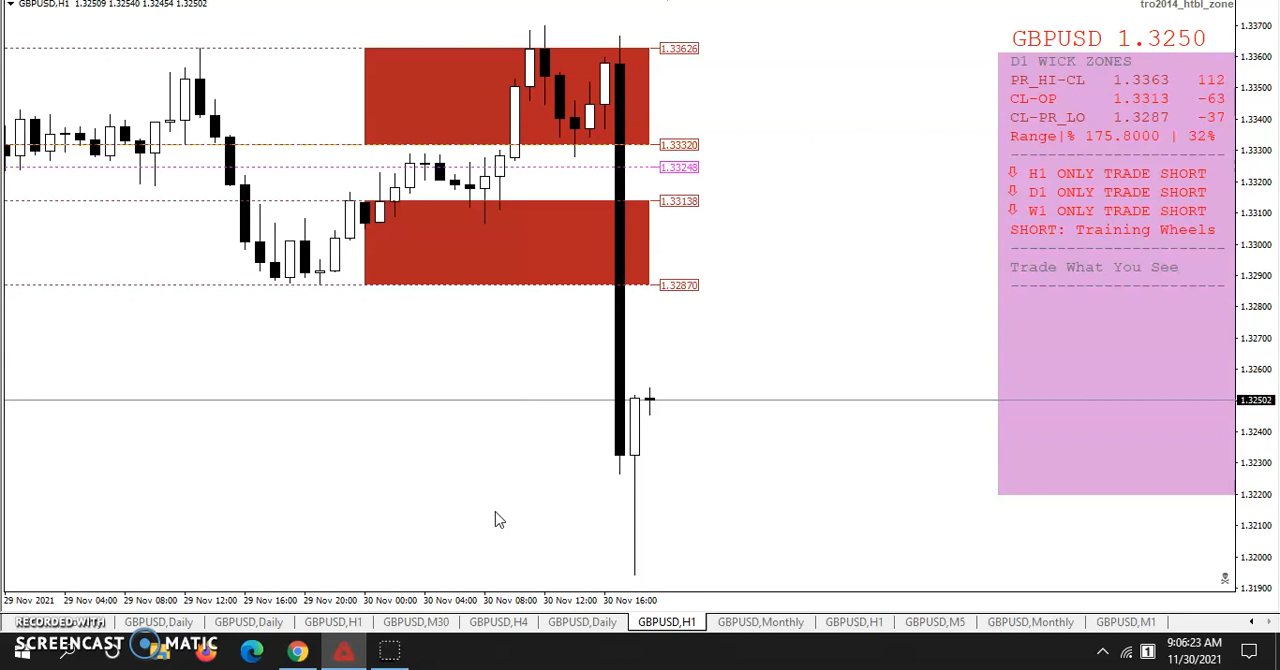 GBPUSD,H1 1.32509 1.32540 1.32454 1.32502
tro2014_htbl_zone
GBPUSD 1.3250
D1 WICK ZONES
PR_HI-CL 1.3363 112
CL-OP 1.3313 -63
CL-PR_LO 1.3287 -37
Range|% 175.8000 | 32%
H1 ONLY TRADE SHORT
D1 ONLY TRADE SHORT
W1 ONLY TRADE SHORT
SHORT: Training Wheels
Trade What You See
1.33626
1.33320
1.33248
1.33138
1.32870
1.33700
1.33600
1.33500
1.33400
1.33300
1.33200
1.33100
1.33000
1.32900
1.32800
1.32700
1.32600
1.32502
1.32400
1.32300
1.32200
1.32100
1.32000
1.31900
29 Nov 2021 29 Nov 04:00 29 Nov 08:00 29 Nov 12:00 29 Nov 16:00 29 Nov 20:00 30 Nov 00:00 30 Nov 04:00 30 Nov 08:00 30 Nov 12:00 30 Nov 16:00
GBPUSD,Daily GBPUSD,Daily GBPUSD,H1 GBPUSD,M30 GBPUSD,H4 GBPUSD,Daily GBPUSD,H1 GBPUSD,Monthly GBPUSD,H1 GBPUSD,M5 GBPUSD,Monthly GBPUSD,M1
RECORDED WITH
SCREENCAST MATIC
1
9:06:23 AM
11/30/2021